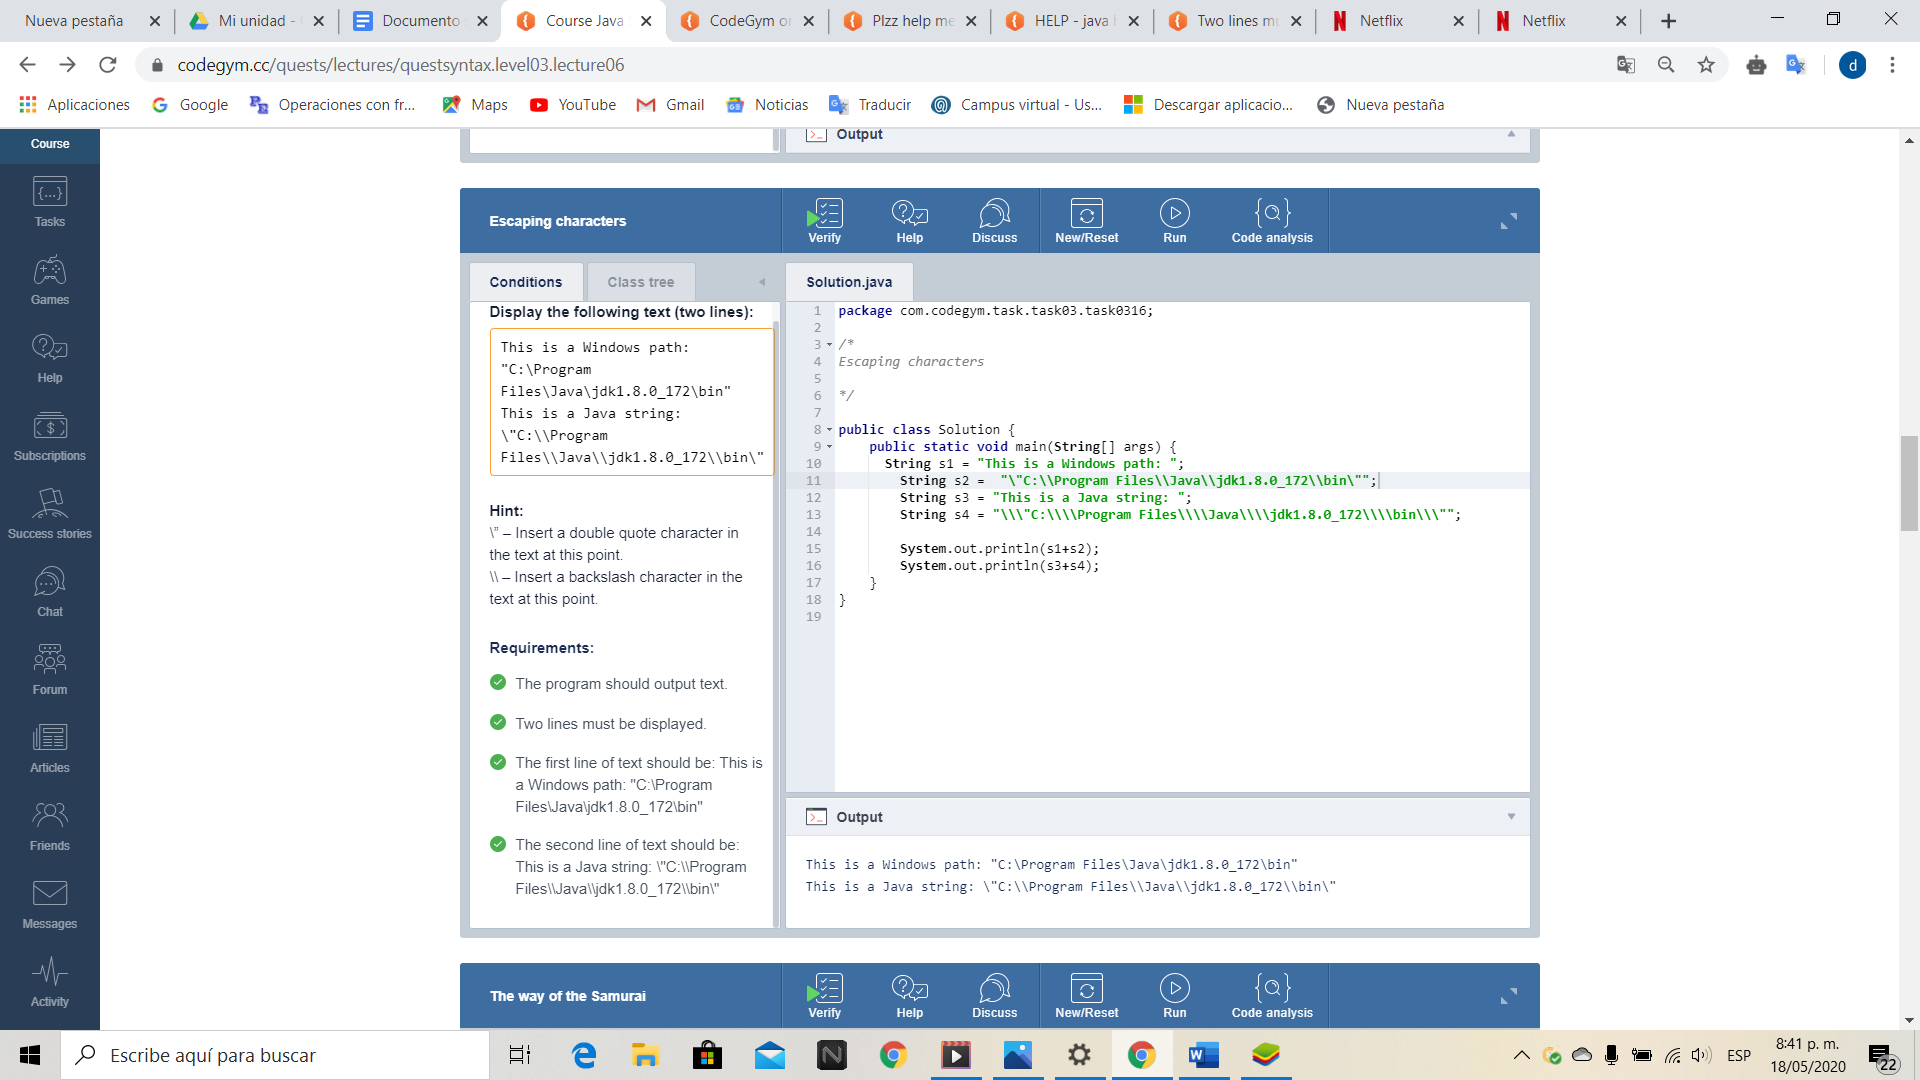 Nueva pestaña
Mi unidad -
Documento
Course Java
CodeGym or
Plzz help me
HELP - java
Two lines mu
Netflix
Netflix
codegym.cc/quests/lectures/questsyntax.level03.lecture06
d
Aplicaciones
Google
Operaciones con fr...
Maps
YouTube
Gmail
Noticias
Traducir
Campus virtual - Us...
Descargar aplicacio...
Nueva pestaña
Course
Tasks
Games
Help
Subscriptions
Success stories
Chat
Forum
Articles
Friends
Messages
Activity
Output
Escaping characters
Verify
Help
Discuss
New/Reset
Run
Code analysis
Conditions
Class tree
Display the following text (two lines):
This is a Windows path:
"C:\Program
Files\Java\jdk1.8.0_172\bin"
This is a Java string:
\"C:\\Program
Files\\Java\\jdk1.8.0_172\\bin\"
Hint:
\" – Insert a double quote character in
the text at this point.
\\ – Insert a backslash character in the
text at this point.
Requirements:
The program should output text.
Two lines must be displayed.
The first line of text should be: This is
a Windows path: "C:\Program
Files\Java\jdk1.8.0_172\bin"
The second line of text should be:
This is a Java string: \"C:\\Program
Files\\Java\\jdk1.8.0_172\\bin\"
Solution.java
1 package com.codegym.task.task03.task0316;
2
3 /*
4 Escaping characters
5
6 */
7
8 public class Solution {
9 public static void main(String[] args) {
10 String s1 = "This is a Windows path: ";
11 String s2 =  "\"C:\\Program Files\\Java\\jdk1.8.0_172\\bin\"";
12 String s3 = "This is a Java string: ";
13 String s4 = "\\\"C:\\\\Program Files\\\\Java\\\\jdk1.8.0_172\\\\bin\\\"";
14
15 System.out.println(s1+s2);
16 System.out.println(s3+s4);
17 }
18 }
19
Output
This is a Windows path: "C:\Program Files\Java\jdk1.8.0_172\bin"
This is a Java string: \"C:\\Program Files\\Java\\jdk1.8.0_172\\bin\"
The way of the Samurai
Verify
Help
Discuss
New/Reset
Run
Code analysis
Escribe aquí para buscar
ESP
8:41 p. m.
18/05/2020
22